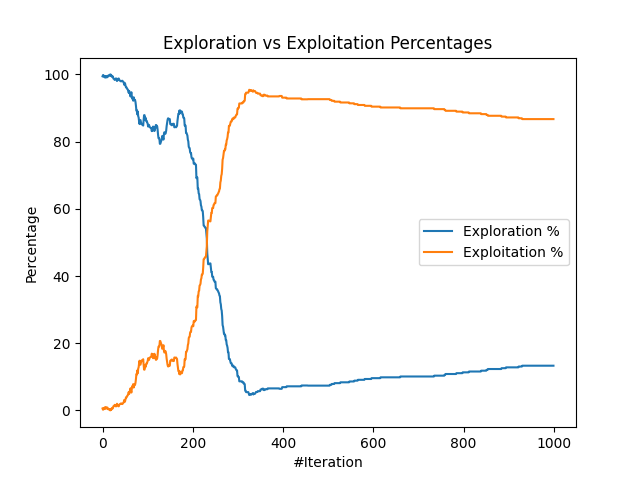 Exploration vs Exploitation Percentages
Percentage
100
80
60
40
20
0
Exploration %
Exploitation %
0 200 400 600 800 1000
#Iteration